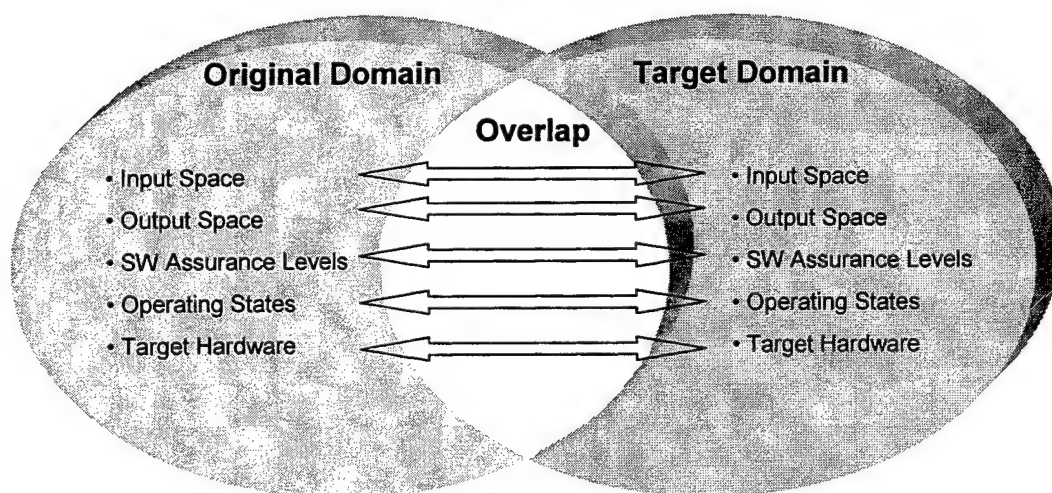 Original Domain
Target Domain
Overlap
• Input Space
• Output Space
• SW Assurance Levels
• Operating States
• Target Hardware
• Input Space
• Output Space
• SW Assurance Levels
• Operating States
• Target Hardware